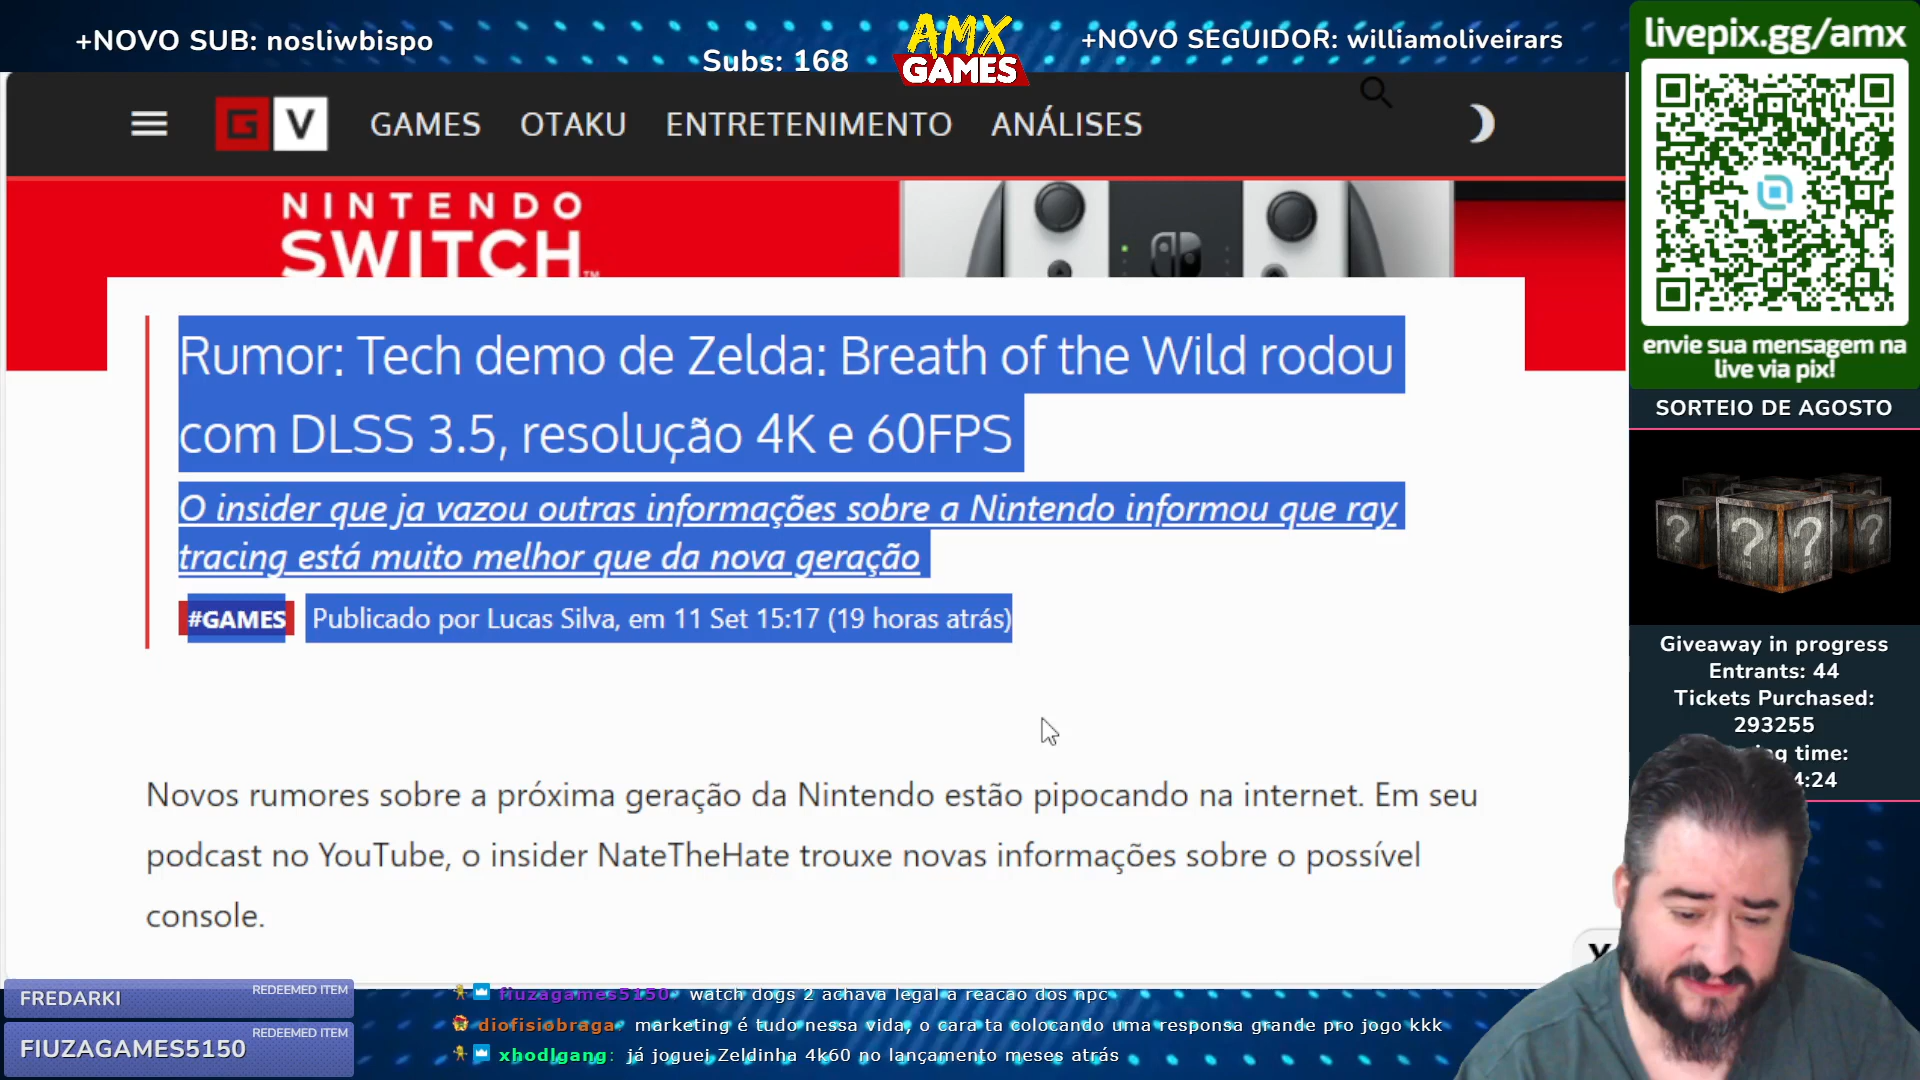 +NOVO SUB: nosliwbispo
Subs: 168
AMX
GAMES
+NOVO SEGUIDOR: williamoliveirars
livepix.gg/amx
G V
GAMES
OTAKU
ENTRETENIMENTO
ANÁLISES
NINTENDO
SWITCH
TM
Rumor: Tech demo de Zelda: Breath of the Wild rodou
com DLSS 3.5, resolução 4K e 60FPS
O insider que ja vazou outras informações sobre a Nintendo informou que ray
tracing está muito melhor que da nova geração
#GAMES Publicado por Lucas Silva, em 11 Set 15:17 (19 horas atrás)
Novos rumores sobre a próxima geração da Nintendo estão pipocando na internet. Em seu
podcast no YouTube, o insider NateTheHate trouxe novas informações sobre o possível
console.
envie sua mensagem na
live via pix!
SORTEIO DE AGOSTO
? ? ?
Giveaway in progress
Entrants: 44
Tickets Purchased:
293255
time:
4:24
FREDARKI
REDEEMED ITEM
FIUZAGAMES5150
REDEEMED ITEM
fiuzagames5150: watch dogs 2 achava legal a reacao dos npc
diofisiobraga: marketing é tudo nessa vida, o cara ta colocando uma responsa grande pro jogo kkk
xhodlgang: já joguei Zeldinha 4k60 no lançamento meses atrás